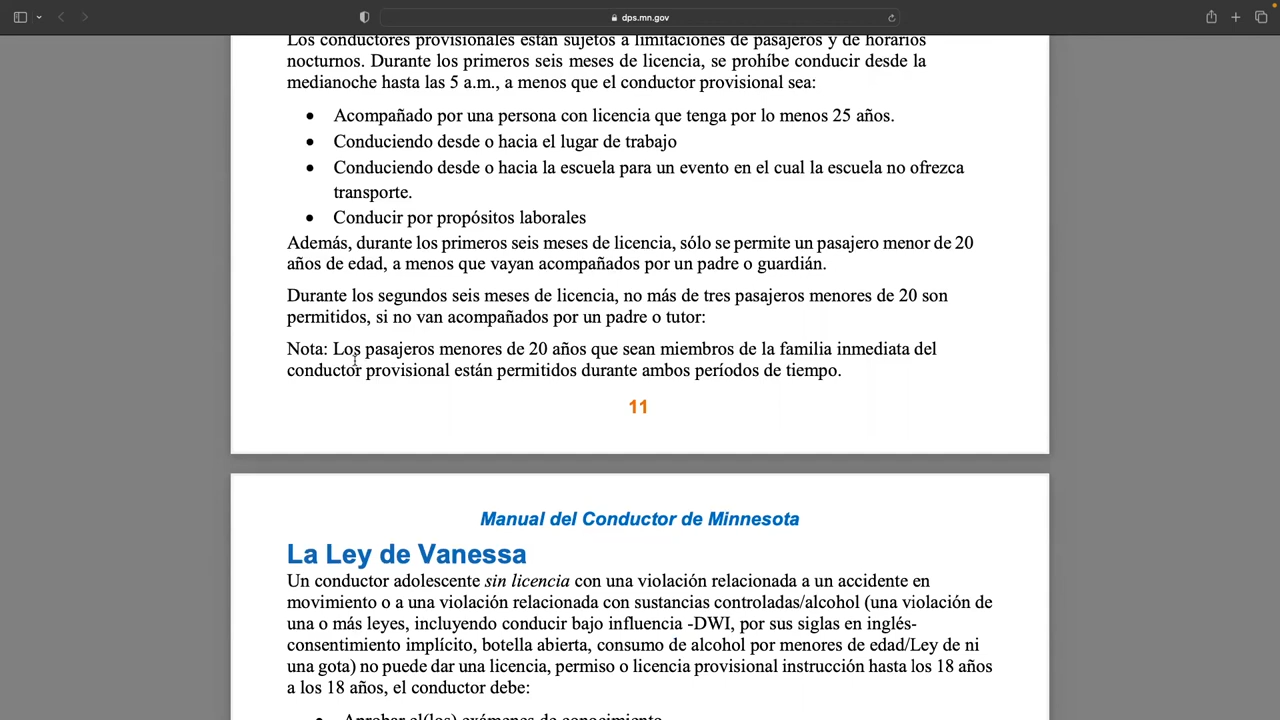 dps.mn.gov
Los conductores provisionales están sujetos a limitaciones de pasajeros y de horarios
nocturnos. Durante los primeros seis meses de licencia, se prohíbe conducir desde la
medianoche hasta las 5 a.m., a menos que el conductor provisional sea:
• Acompañado por una persona con licencia que tenga por lo menos 25 años.
• Conduciendo desde o hacia el lugar de trabajo
• Conduciendo desde o hacia la escuela para un evento en el cual la escuela no ofrezca
transporte.
• Conducir por propósitos laborales
Además, durante los primeros seis meses de licencia, sólo se permite un pasajero menor de 20
años de edad, a menos que vayan acompañados por un padre o guardián.
Durante los segundos seis meses de licencia, no más de tres pasajeros menores de 20 son
permitidos, si no van acompañados por un padre o tutor:
Nota: Los pasajeros menores de 20 años que sean miembros de la familia inmediata del
conductor provisional están permitidos durante ambos períodos de tiempo.
11
Manual del Conductor de Minnesota
La Ley de Vanessa
Un conductor adolescente sin licencia con una violación relacionada a un accidente en
movimiento o a una violación relacionada con sustancias controladas/alcohol (una violación de
una o más leyes, incluyendo conducir bajo influencia -DWI, por sus siglas en inglés-
consentimiento implícito, botella abierta, consumo de alcohol por menores de edad/Ley de ni
una gota) no puede dar una licencia, permiso o licencia provisional instrucción hasta los 18 años
a los 18 años, el conductor debe:
• Aprobar el(los) exámenes de conocimiento